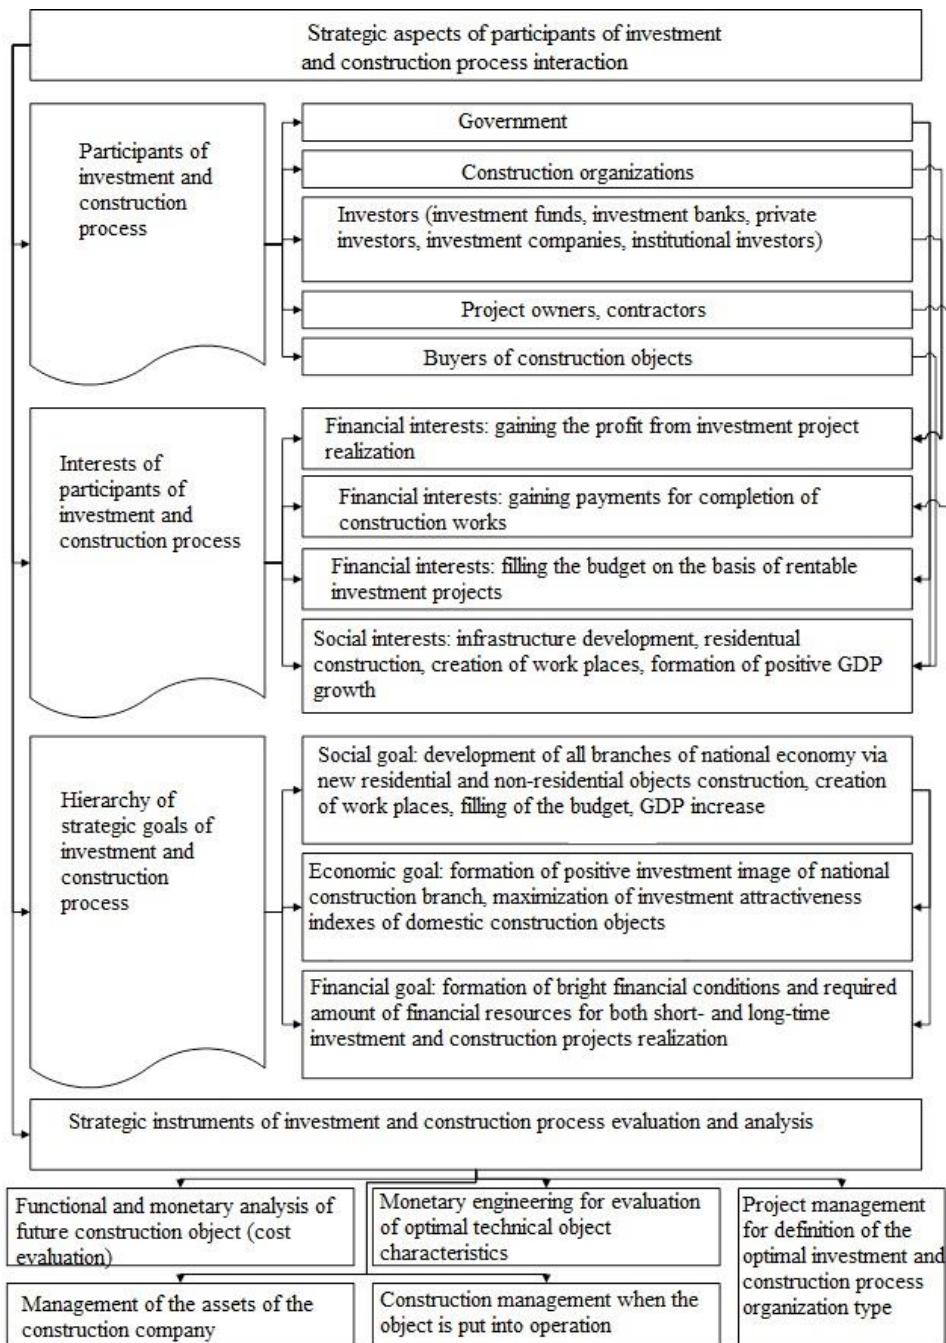 Strategic aspects of participants of investment
and construction process interaction
Participants of
investment and
construction
process
Government
Construction organizations
Investors (investment funds, investment banks, private
investors, investment companies, institutional investors)
Project owners, contractors
Buyers of construction objects
Interests of
participants of
investment and
construction process
Financial interests: gaining the profit from investment project
realization
Financial interests: gaining payments for completion of
construction works
Financial interests: filling the budget on the basis of rentable
investment projects
Social interests: infrastructure development, residentual
construction, creation of work places, formation of positive GDP
growth
Hierarchy of
strategic goals of
investment and
construction
process
Social goal: development of all branches of national economy via
new residential and non-residential objects construction, creation
of work places, filling of the budget, GDP increase
Economic goal: formation of positive investment image of national
construction branch, maximization of investment attractiveness
indexes of domestic construction objects
Financial goal: formation of bright financial conditions and required
amount of financial resources for both short- and long-time
investment and construction projects realization
Strategic instruments of investment and construction process evaluation and analysis
Functional and monetary analysis of
future construction object (cost
evaluation)
Monetary engineering for evaluation
of optimal technical object
characteristics
Project management
for definition of the
optimal investment and
construction process
organization type
Management of the assets of the
construction company
Construction management when the
object is put into operation